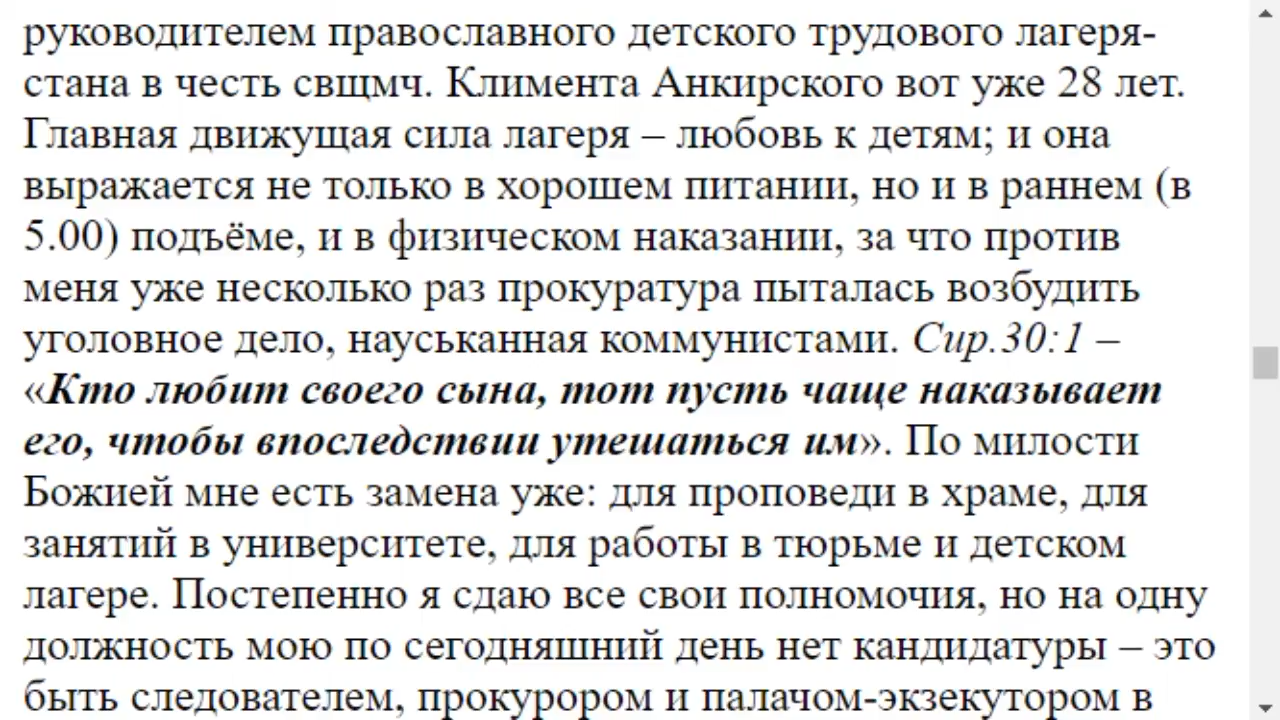 руководителем православного детского трудового лагеря-
стана в честь свщмч. Климента Анкирского вот уже 28 лет.
Главная движущая сила лагеря – любовь к детям; и она
выражается не только в хорошем питании, но и в раннем (в
5.00) подъёме, и в физическом наказании, за что против
меня уже несколько раз прокуратура пыталась возбудить
уголовное дело, науськанная коммунистами. Сир.30:1 –
«Кто любит своего сына, тот пусть чаще наказывает
его, чтобы впоследствии утешаться им». По милости
Божией мне есть замена уже: для проповеди в храме, для
занятий в университете, для работы в тюрьме и детском
лагере. Постепенно я сдаю все свои полномочия, но на одну
должность мою по сегодняшний день нет кандидатуры – это
быть следователем, прокурором и палачом-экзекутором в